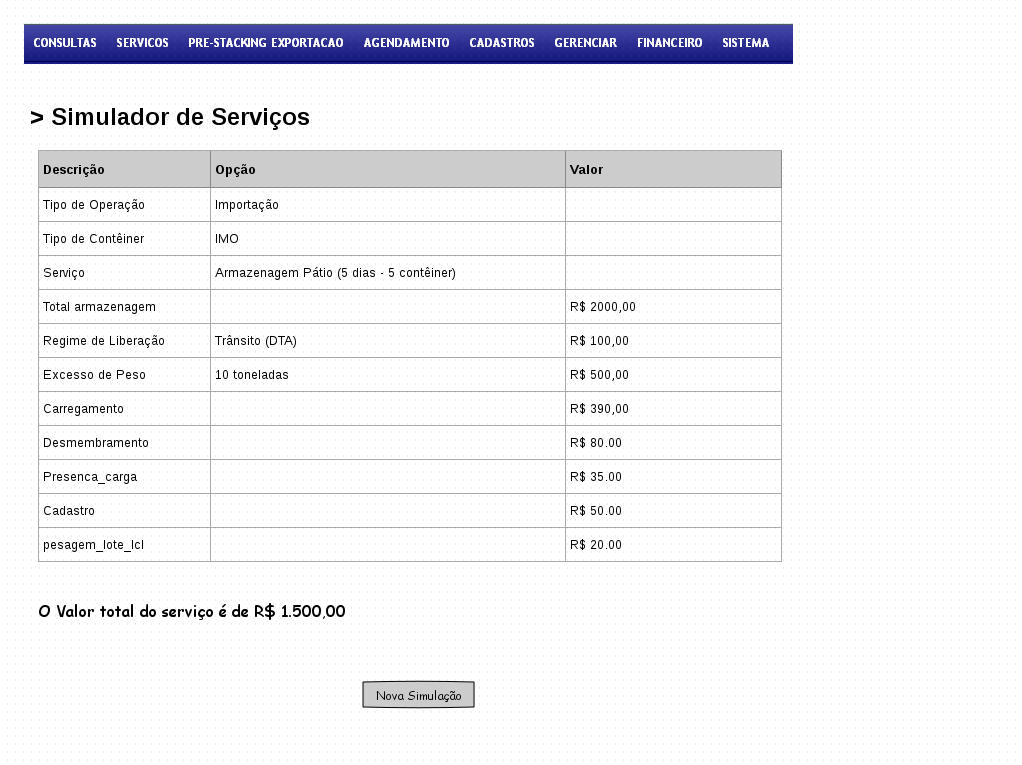 CONSULTAS SERVICOS PRE-STACKING EXPORTACAO AGENDAMENTO CADASTROS GERENCIAR FINANCEIRO SISTEMA
> Simulador de Serviços
Descrição Opção Valor
Tipo de Operação Importação
Tipo de Contêiner IMO
Serviço Armazenagem Pátio (5 dias - 5 contêiner)
Total armazenagem R$ 2000,00
Regime de Liberação Trânsito (DTA) R$ 100,00
Excesso de Peso 10 toneladas R$ 500,00
Carregamento R$ 390,00
Desmembramento R$ 80.00
Presenca_carga R$ 35.00
Cadastro R$ 50.00
pesagem_lote_lcl R$ 20.00
O Valor total do serviço é de R$ 1.500,00
Nova Simulação